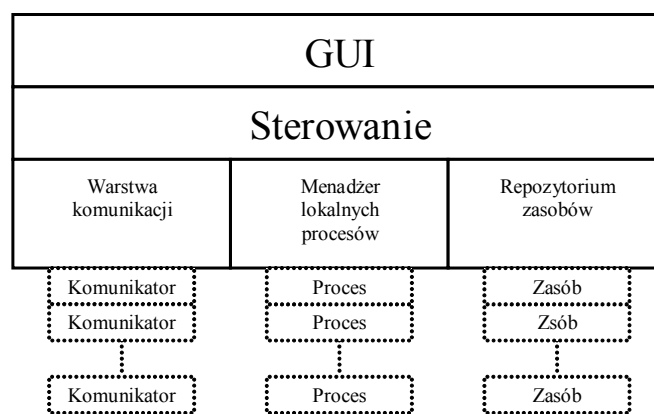 GUI
Sterowanie
Warstwa
komunikacji
Menadżer
lokalnych
procesów
Repozytorium
zasobów
Komunikator
Proces
Zasób
Komunikator
Proces
Zsób
Komunikator
Proces
Zasób